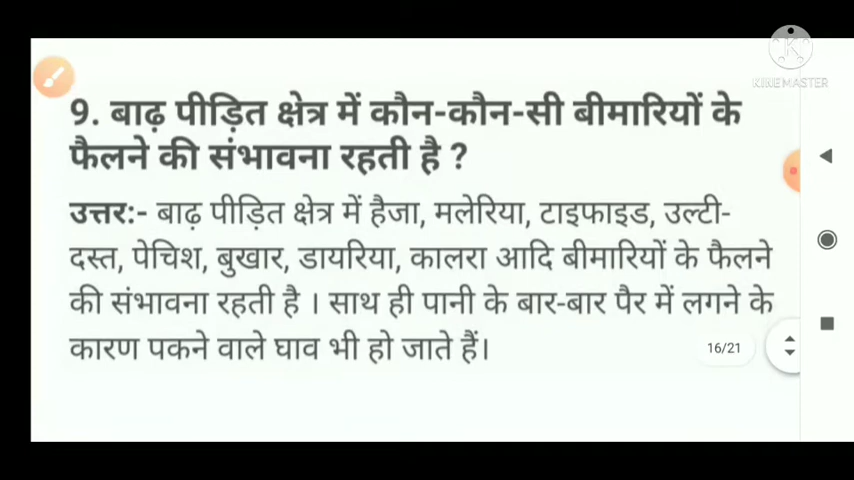 KINEMASTER
9. बाढ़ पीड़ित क्षेत्र में कौन-कौन-सी बीमारियों के
फैलने की संभावना रहती है ?
उत्तर:- बाढ़ पीड़ित क्षेत्र में हैजा, मलेरिया, टाइफाइड, उल्टी-
दस्त, पेचिश, बुखार, डायरिया, कालरा आदि बीमारियों के फैलने
की संभावना रहती है । साथ ही पानी के बार-बार पैर में लगने के
कारण पकने वाले घाव भी हो जाते हैं।
16/21